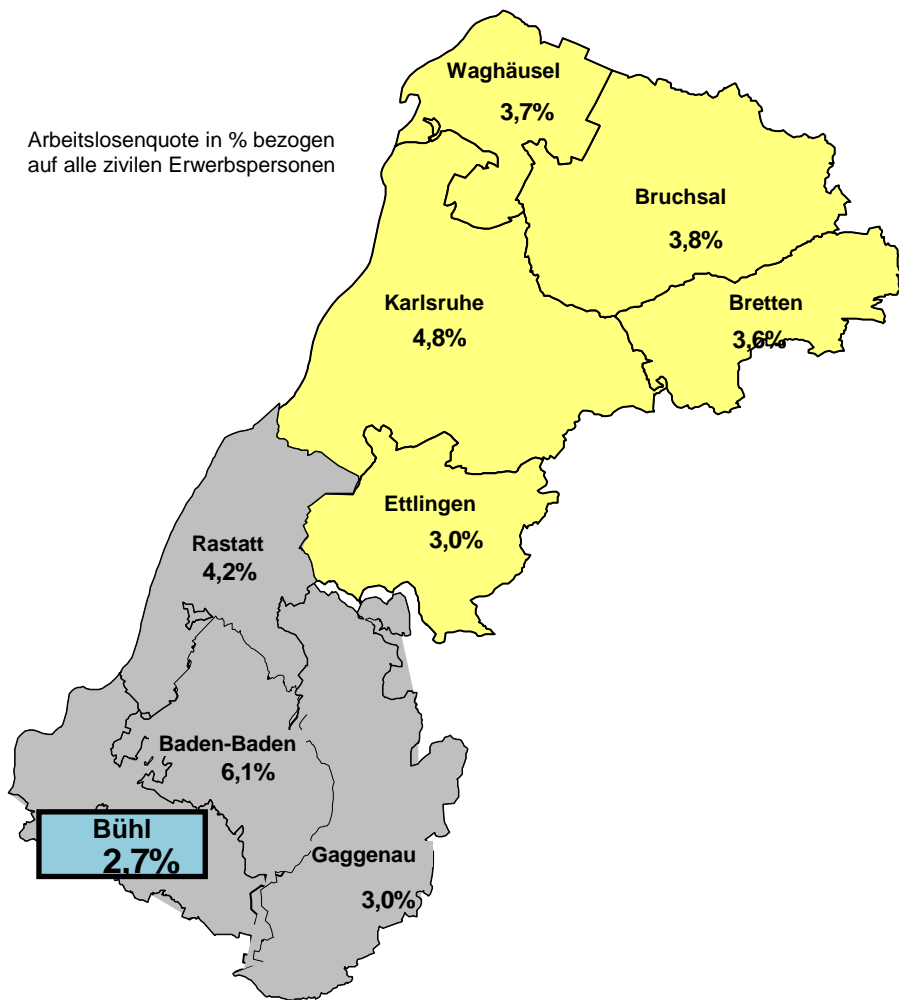 Waghäusel
3,7%
Arbeitslosenquote in % bezogen
auf alle zivilen Erwerbspersonen
Bruchsal
3,8%
Karlsruhe
4,8%
Bretten
3,6%
Ettlingen
3,0%
Rastatt
4,2%
Baden-Baden
6,1%
Bühl
2,7%
Gaggenau
3,0%